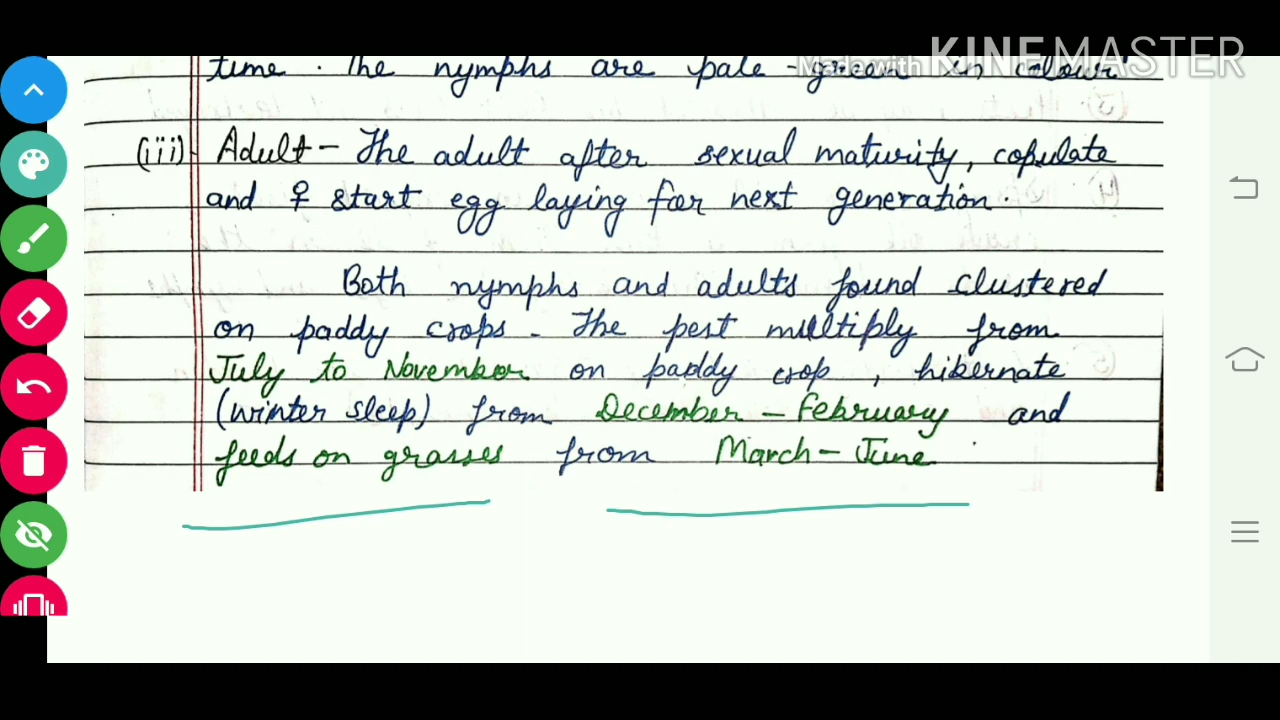 Made with KINEMASTER
time. The nymphs are pale-green in colour.
(iii) Adult - The adult after sexual maturity, copulate
and ♀ start egg laying for next generation.
Both nymphs and adults found clustered
on paddy crops. The pest multiply from
July to November on paddy crop, hibernate
(winter sleep) from December - February and
feeds on grasses from March - June